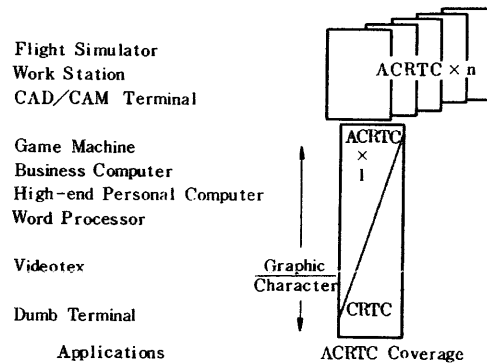 Flight Simulator
Work Station
CAD/CAM Terminal
ACRTC × n
Game Machine
Business Computer
High-end Personal Computer
Word Processor
ACRTC
×
1
Videotex
Graphic
Character
Dumb Terminal
CRTC
Applications
ACRTC Coverage